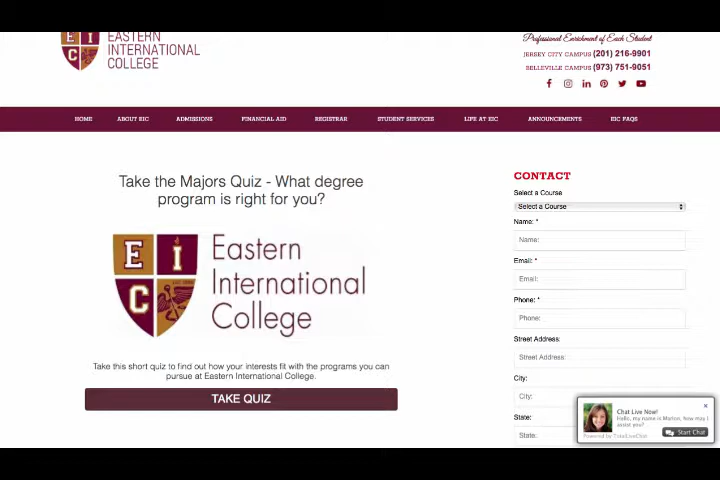 EASTERN
INTERNATIONAL
COLLEGE
Professional Enrichment of Each Student
JERSEY CITY CAMPUS (201) 216-9901
BELLEVILLE CAMPUS (973) 751-9051
HOME ABOUT EIC ADMISSIONS FINANCIAL AID REGISTRAR STUDENT SERVICES LIFE AT EIC ANNOUNCEMENTS EIC FAQS
Take the Majors Quiz - What degree
program is right for you?
E I
C
Eastern
International
College
Take this short quiz to find out how your interests fit with the programs you can
pursue at Eastern International College.
TAKE QUIZ
CONTACT
Select a Course
Select a Course
Name: *
Name:
Email: *
Email:
Phone: *
Phone:
Street Address:
Street Address:
City:
City:
State:
State:
Chat Live Now!
Hello, my name is Marion, how may I
assist you?
Start Chat